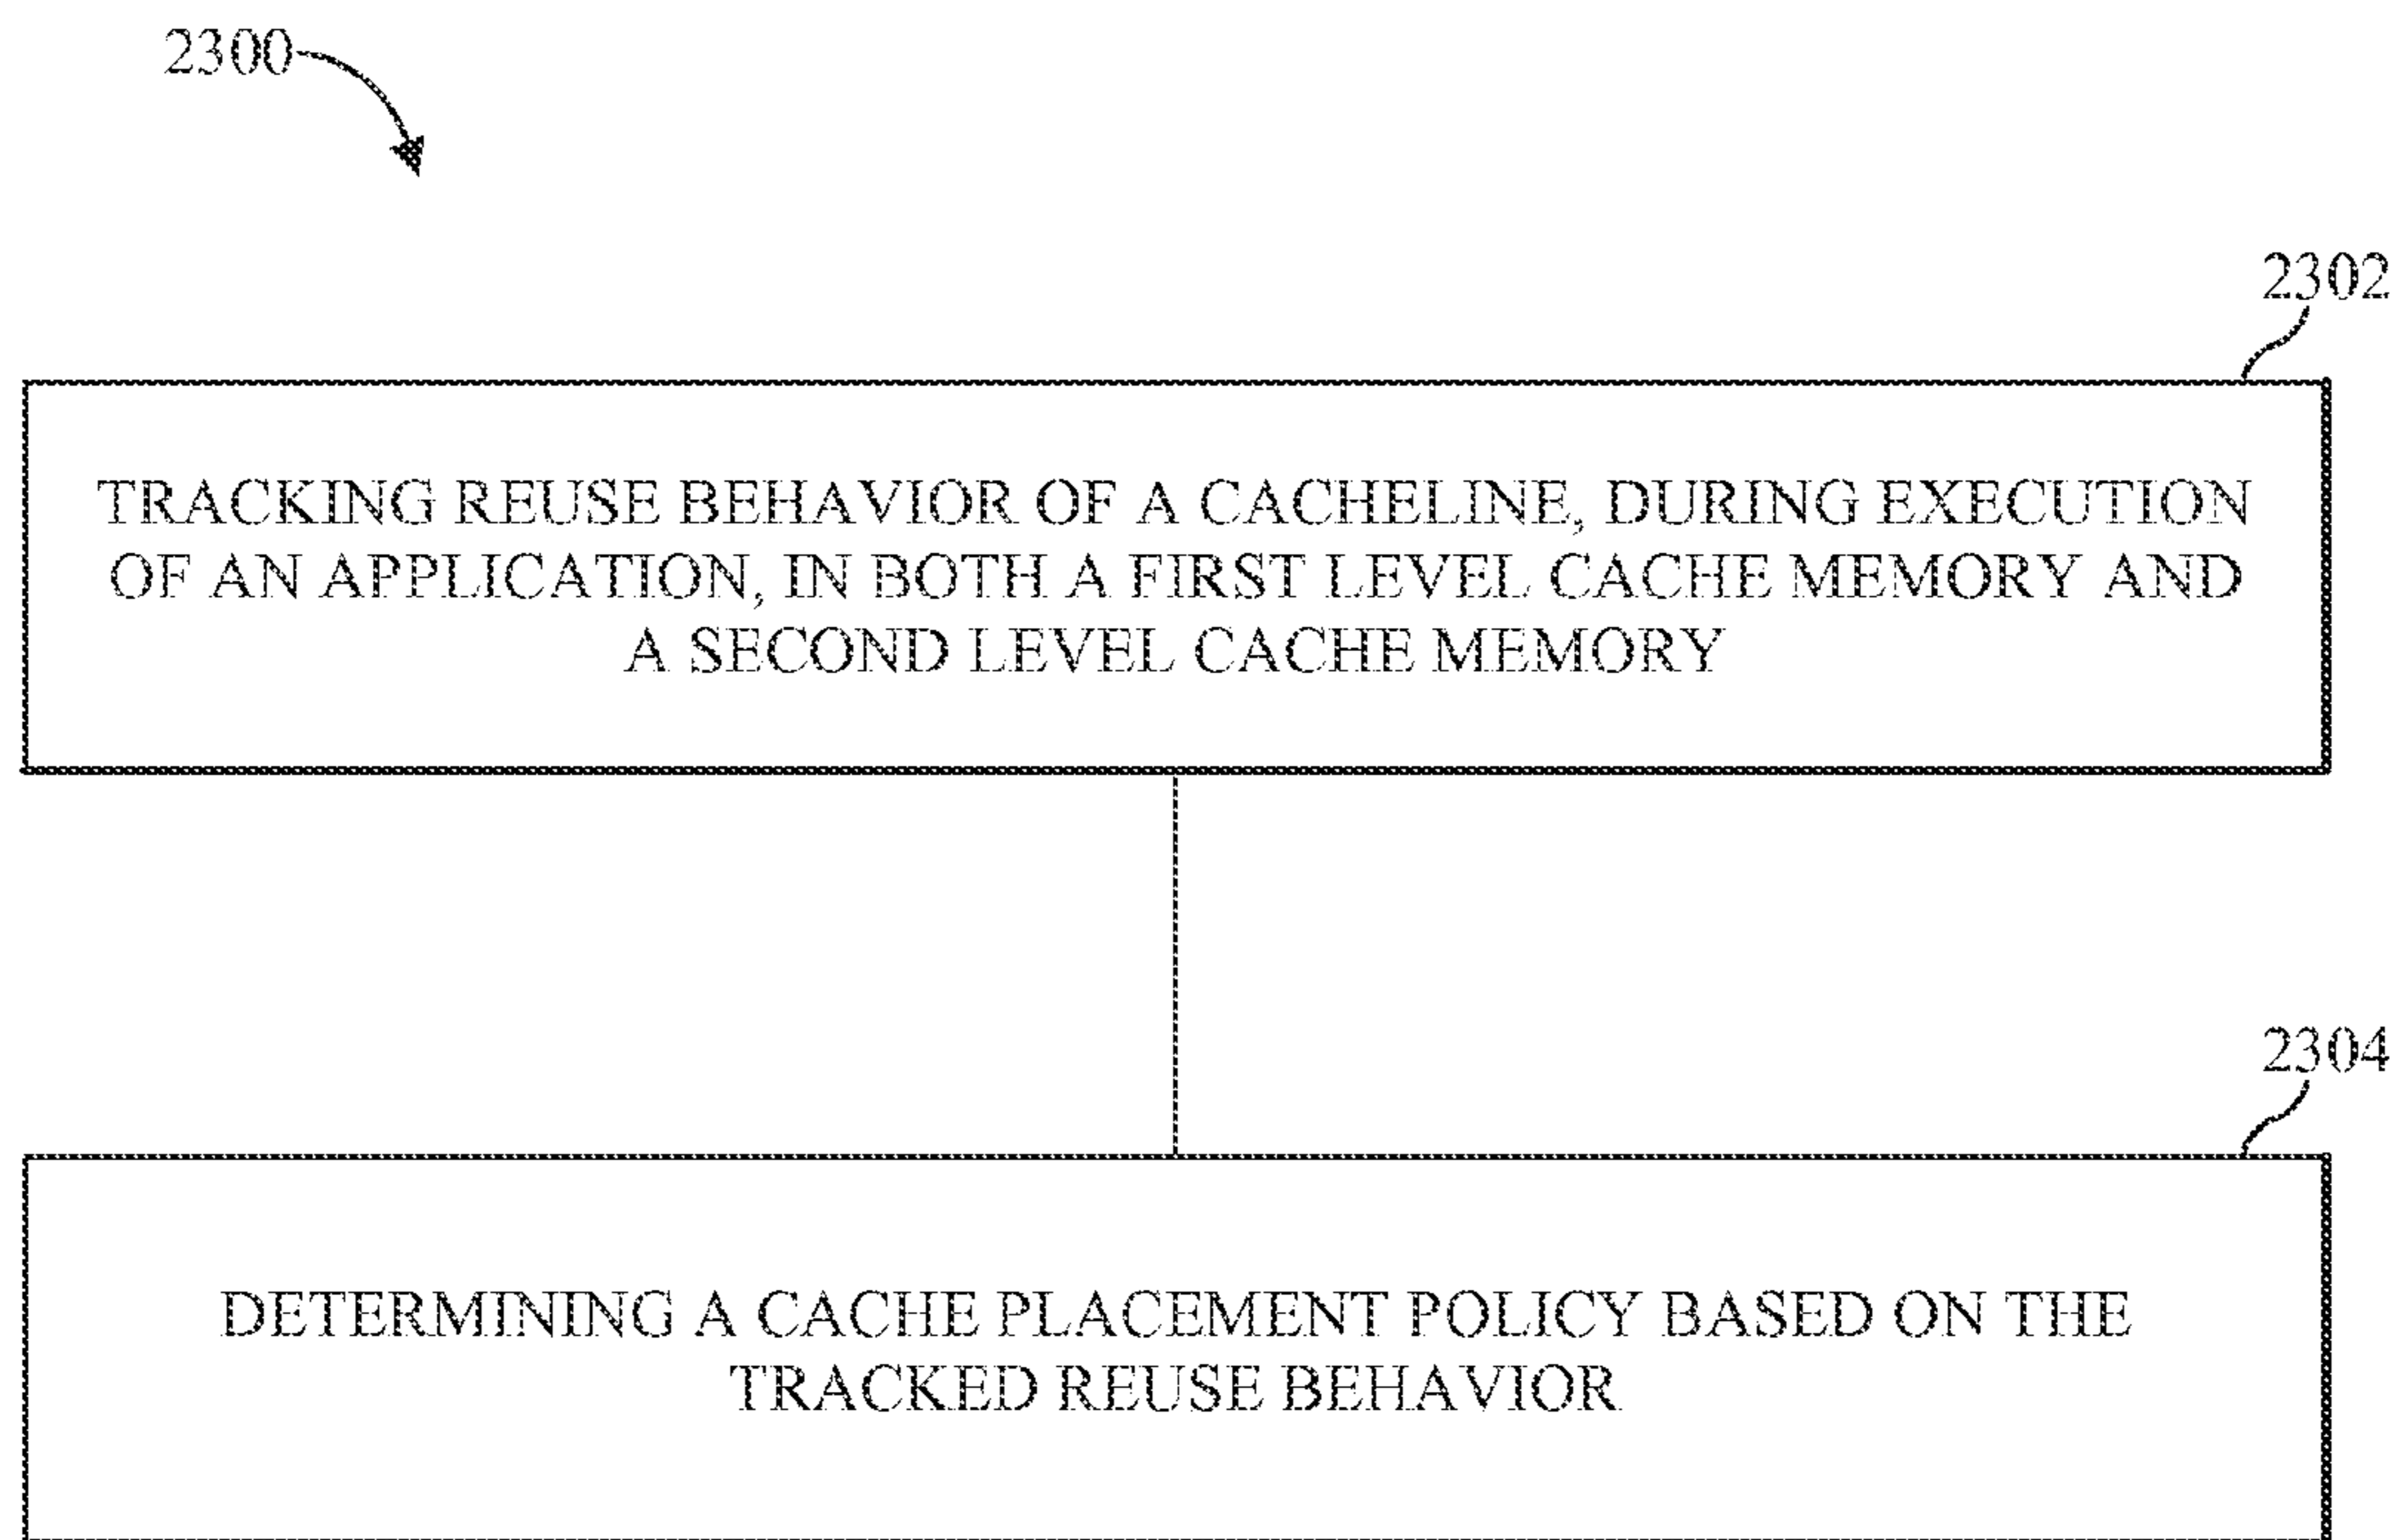 2300
2302
TRACKING REUSE BEHAVIOR OF A CACHELINE, DURING EXECUTION
OF AN APPLICATION, IN BOTH A FIRST LEVEL CACHE MEMORY AND
A SECOND LEVEL CACHE MEMORY
2304
DETERMINING A CACHE PLACEMENT POLICY BASED ON THE
TRACKED REUSE BEHAVIOR